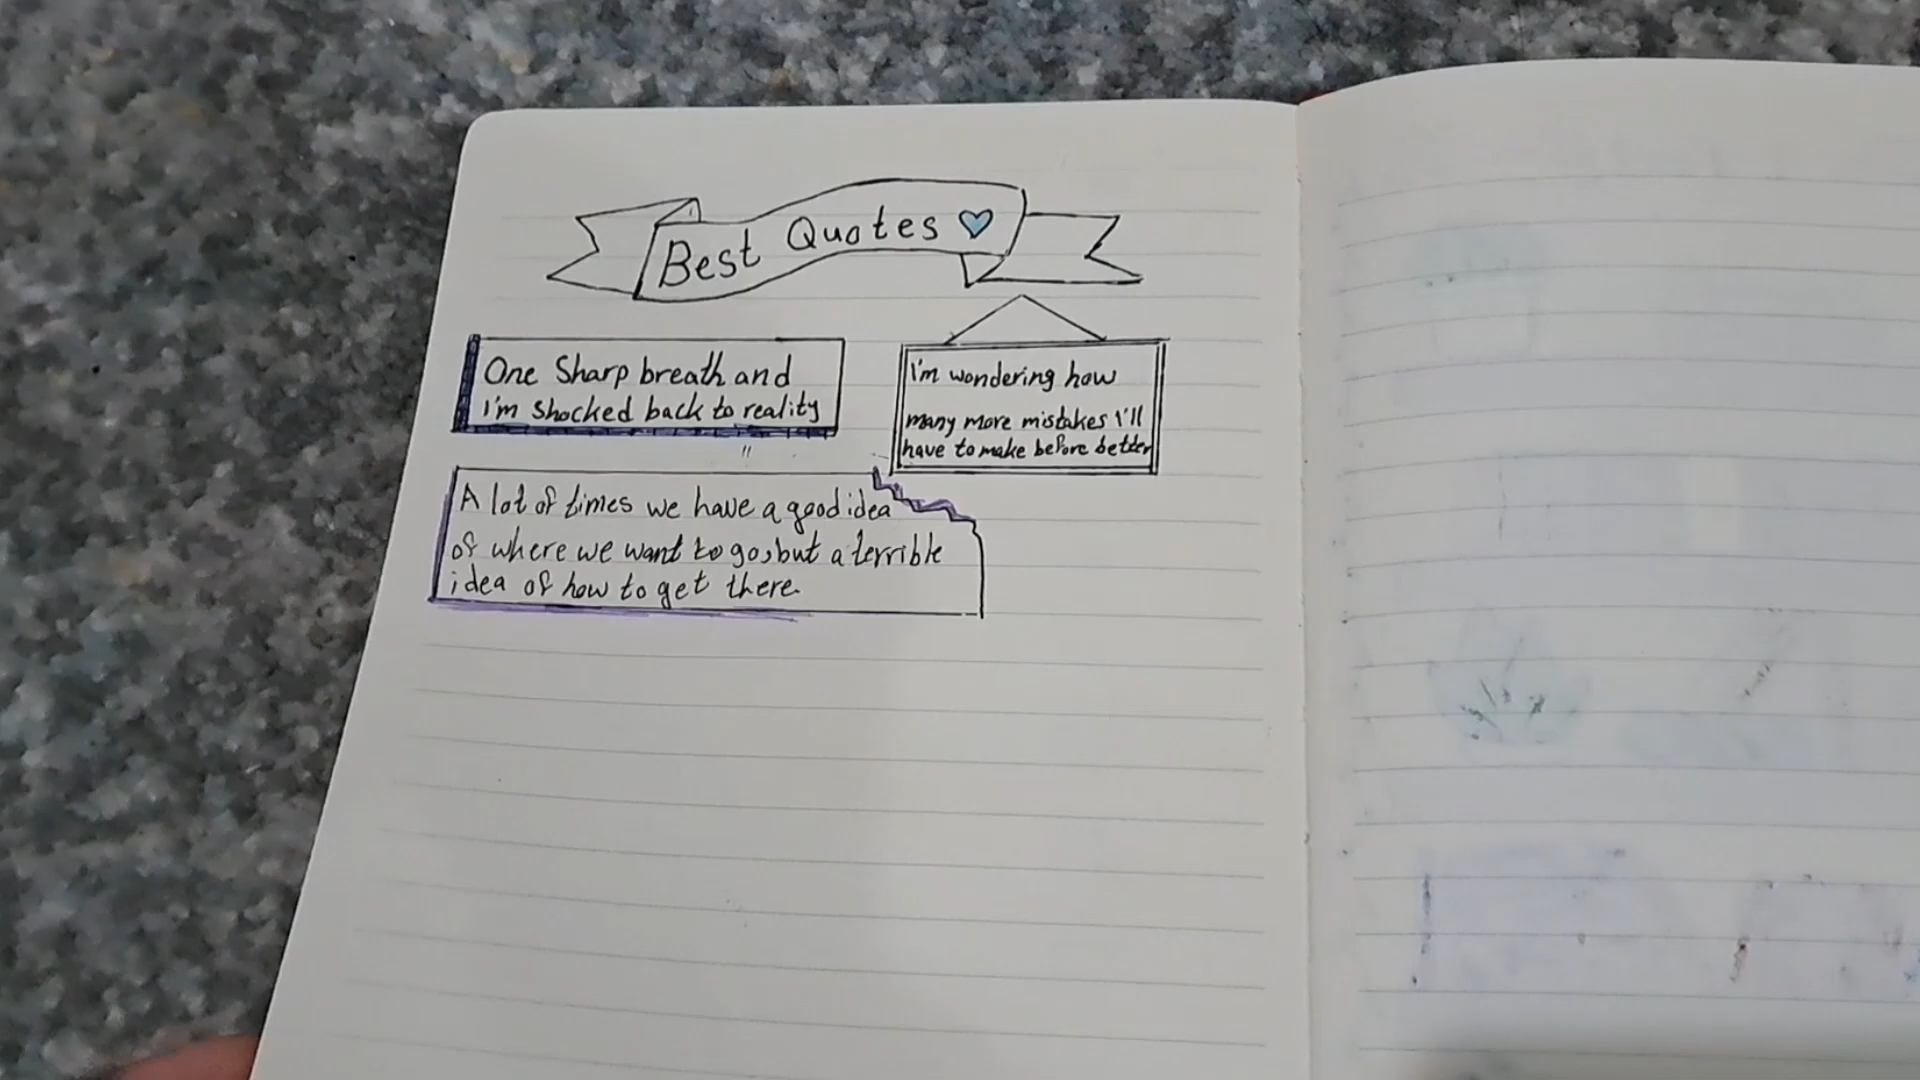 Best Quotes
One Sharp breath and
I'm shocked back to reality
I'm wondering how
many more mistakes I'll
have to make before better
A lot of times we have a good idea
of where we want to go, but a terrible
idea of how to get there.